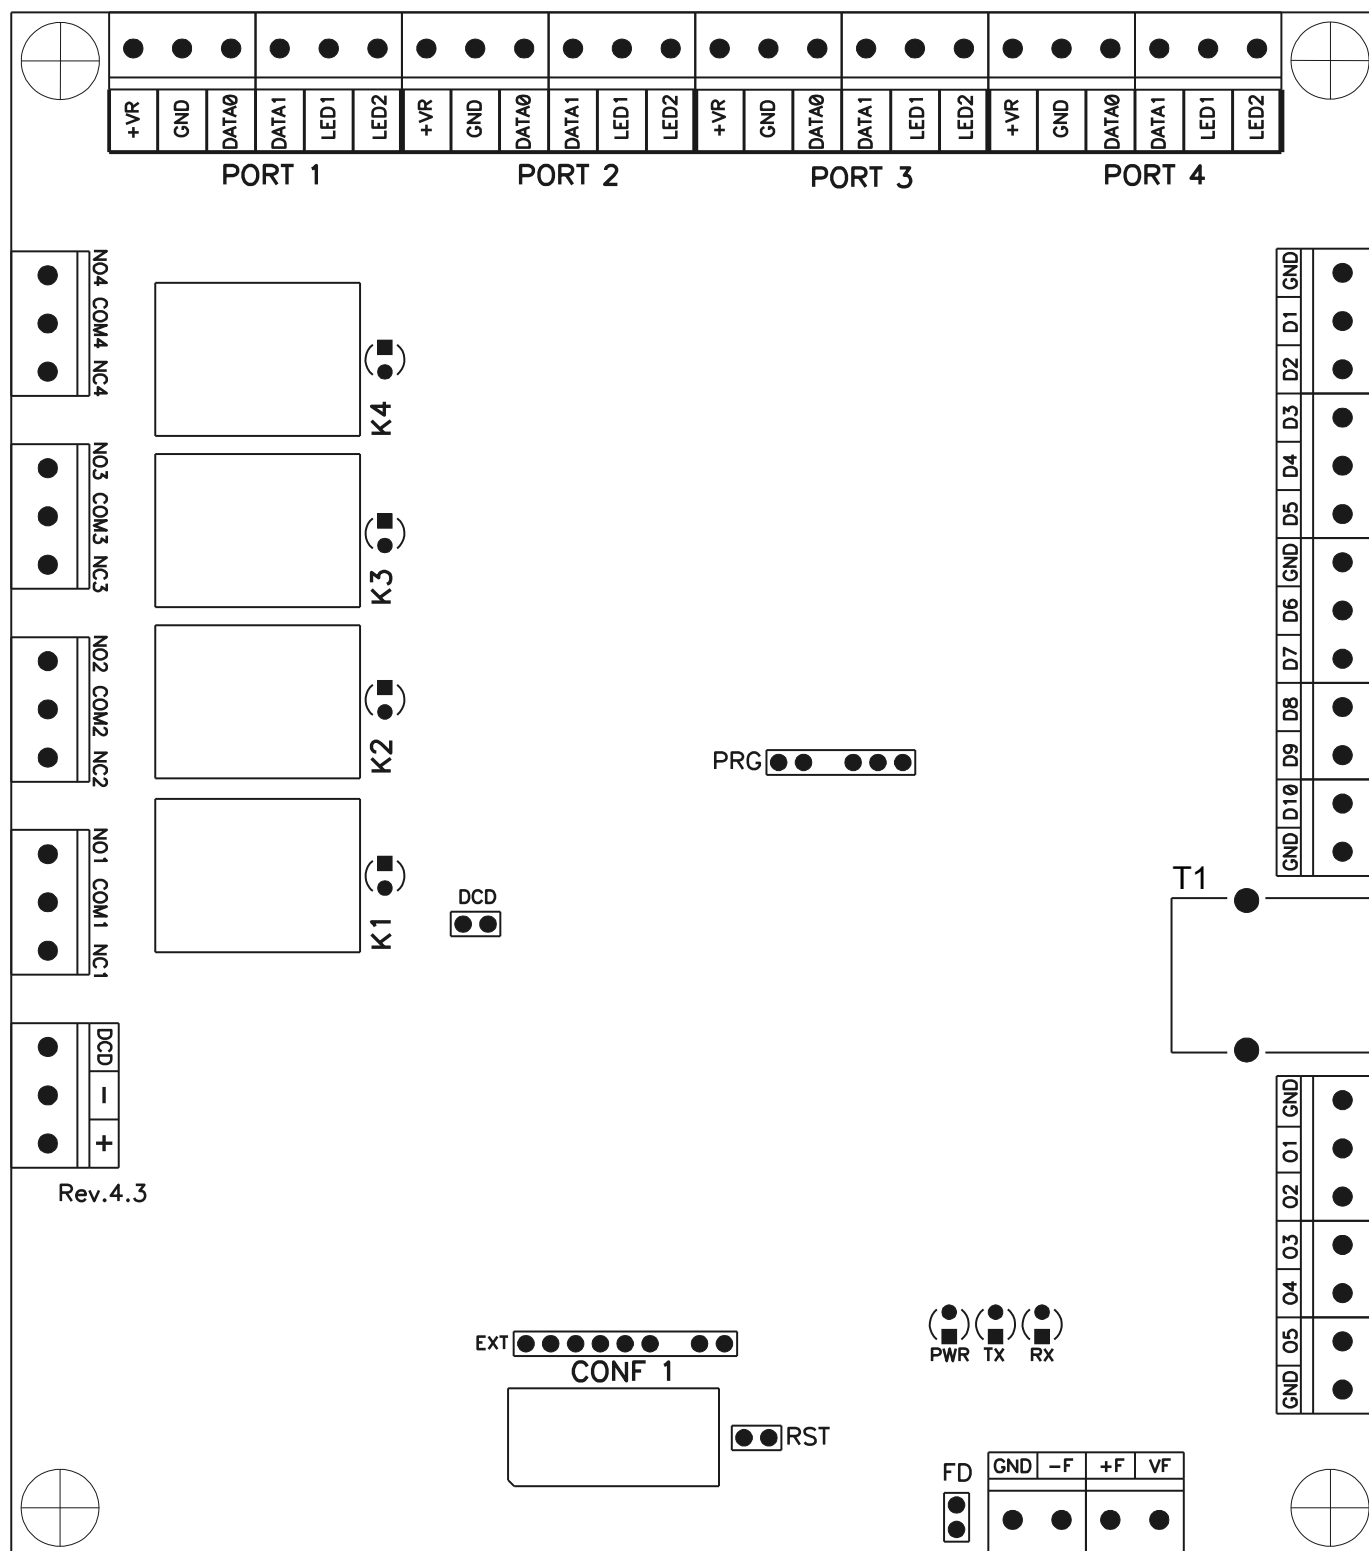 +VR GND DATA0 DATA1 LED1 LED2 +VR GND DATA0 DATA1 LED1 LED2 +VR GND DATA0 DATA1 LED1 LED2 +VR GND DATA0 DATA1 LED1 LED2
PORT 1 PORT 2 PORT 3 PORT 4
NO4 COM4 NC4
K4
NO3 COM3 NC3
K3
NO2 COM2 NC2
K2
NO1 COM1 NC1
K1
DCD - +
Rev.4.3
PRG
DCD
GND D1 D2 D3 D4 D5 GND D6 D7 D8 D9 D10 GND
T1
GND O1 O2 O3 O4 O5 GND
EXT
CONF 1
RST
PWR TX RX
FD
GND -F +F VF